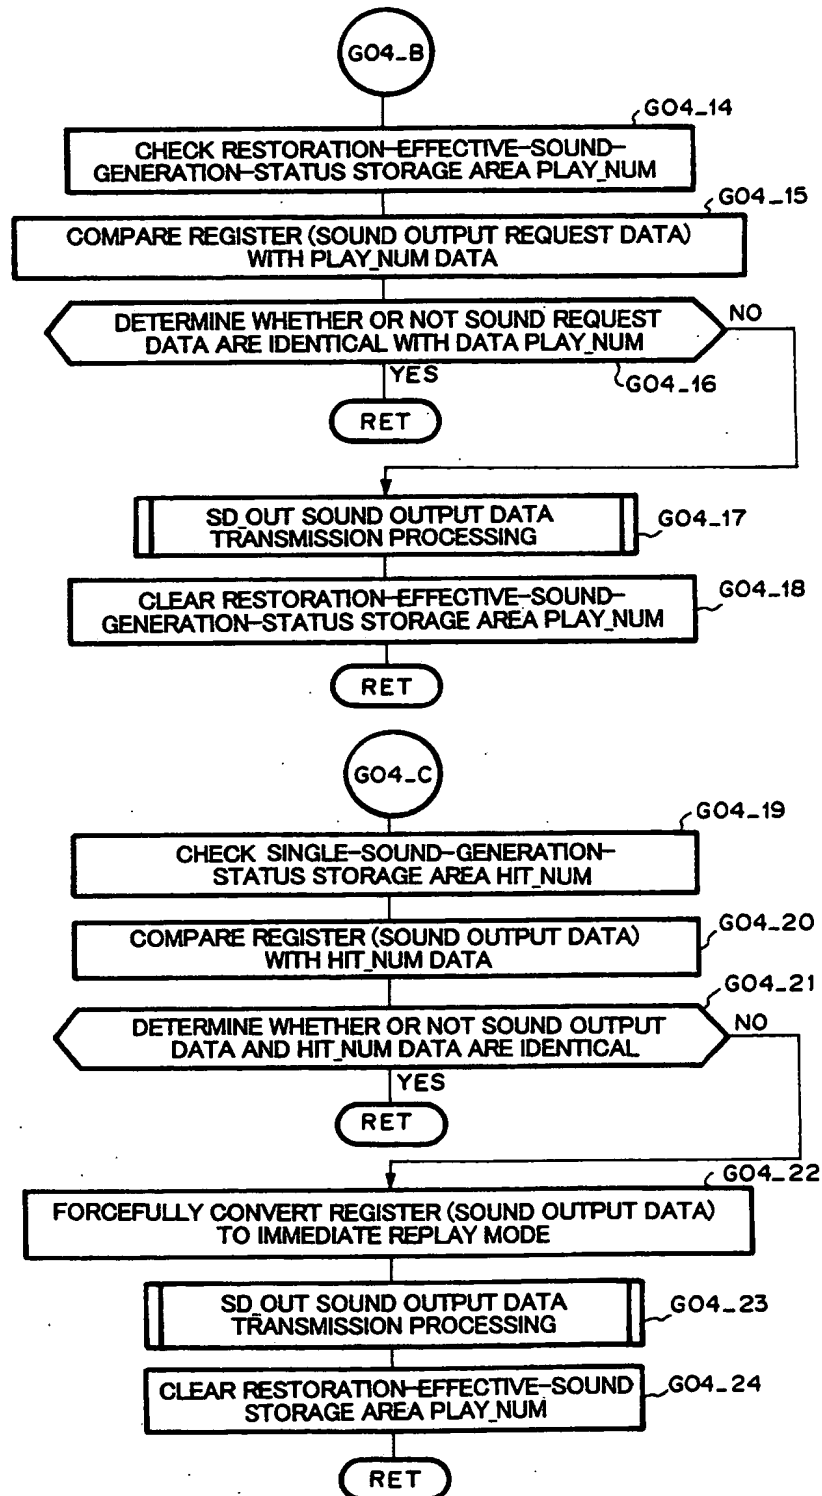 G04_B
G04_14
CHECK RESTORATION-EFFECTIVE-SOUND-
GENERATION-STATUS STORAGE AREA PLAY_NUM
G04_15
COMPARE REGISTER (SOUND OUTPUT REQUEST DATA)
WITH PLAY_NUM DATA
DETERMINE WHETHER OR NOT SOUND REQUEST
DATA ARE IDENTICAL WITH DATA PLAY_NUM
NO
YES
G04_16
RET
SD_OUT SOUND OUTPUT DATA
TRANSMISSION PROCESSING
G04_17
CLEAR RESTORATION-EFFECTIVE-SOUND-
GENERATION-STATUS STORAGE AREA PLAY_NUM
G04_18
RET
G04_C
G04_19
CHECK SINGLE-SOUND-GENERATION-
STATUS STORAGE AREA HIT_NUM
G04_20
COMPARE REGISTER (SOUND OUTPUT DATA)
WITH HIT_NUM DATA
G04_21
DETERMINE WHETHER OR NOT SOUND OUTPUT
DATA AND HIT_NUM DATA ARE IDENTICAL
NO
YES
RET
G04_22
FORCEFULLY CONVERT REGISTER (SOUND OUTPUT DATA)
TO IMMEDIATE REPLAY MODE
SD_OUT SOUND OUTPUT DATA
TRANSMISSION PROCESSING
G04_23
CLEAR RESTORATION-EFFECTIVE-SOUND
STORAGE AREA PLAY_NUM
G04_24
RET